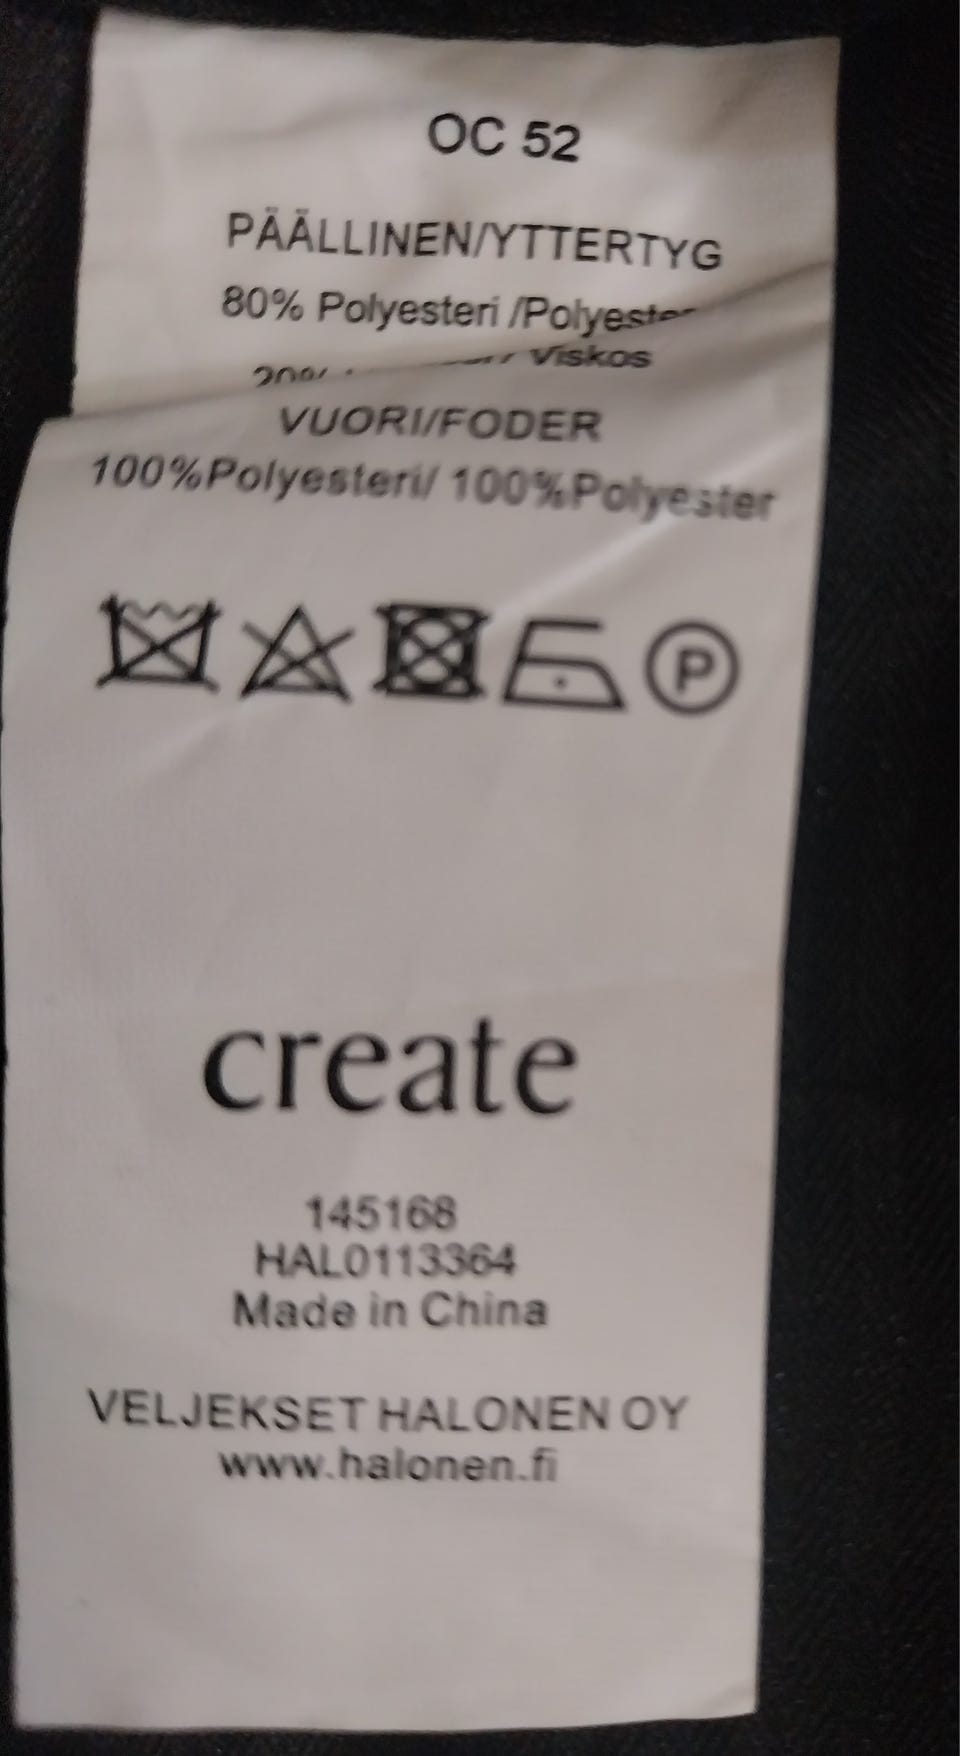 OC 52
PÄÄLLINEN/YTTERTYG
80% Polyesteri /Polyester
20% / Viskos
VUORI/FODER
100%Polyesteri/ 100%Polyester
P
create
145168
HAL0113364
Made in China
VELJEKSET HALONEN OY
www.halonen.fi